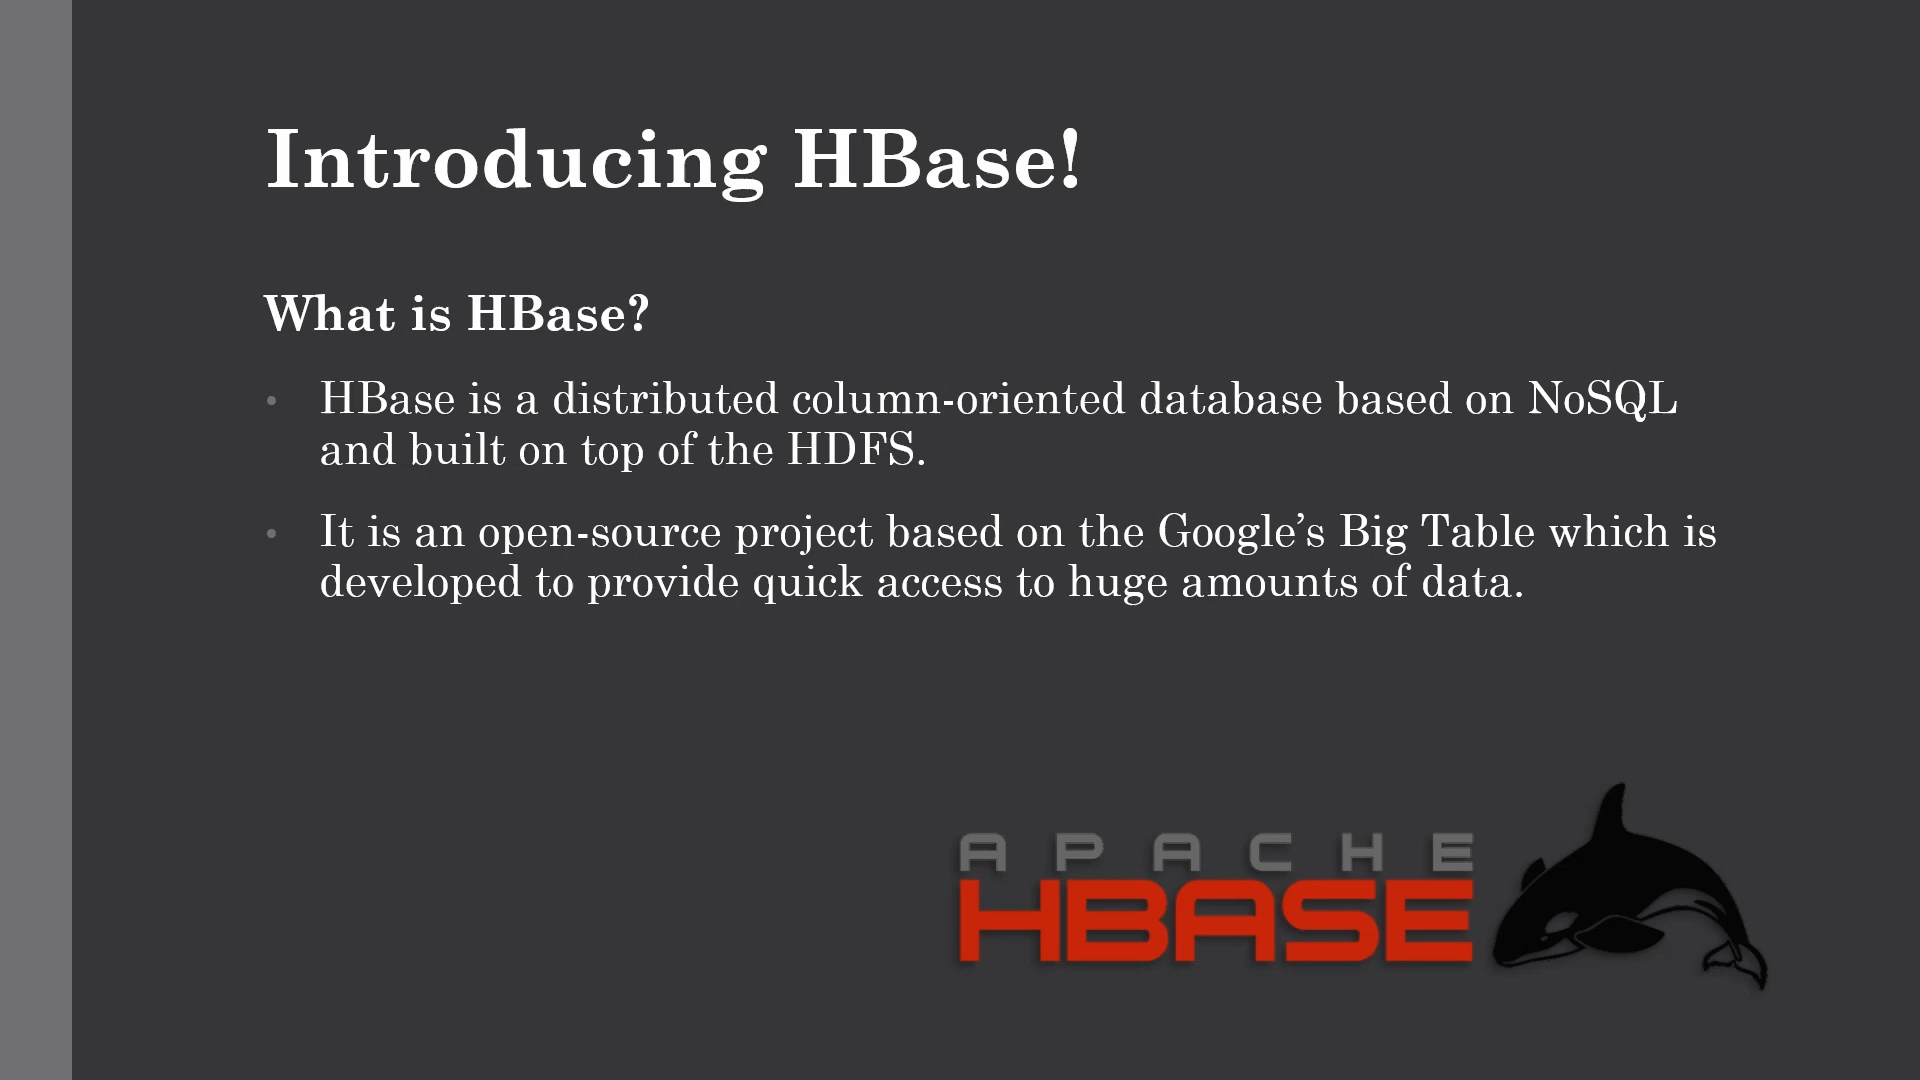 Introducing HBase!
What is HBase?
• HBase is a distributed column-oriented database based on NoSQL
and built on top of the HDFS.
• It is an open-source project based on the Google’s Big Table which is
developed to provide quick access to huge amounts of data.
APACHE
HBASE